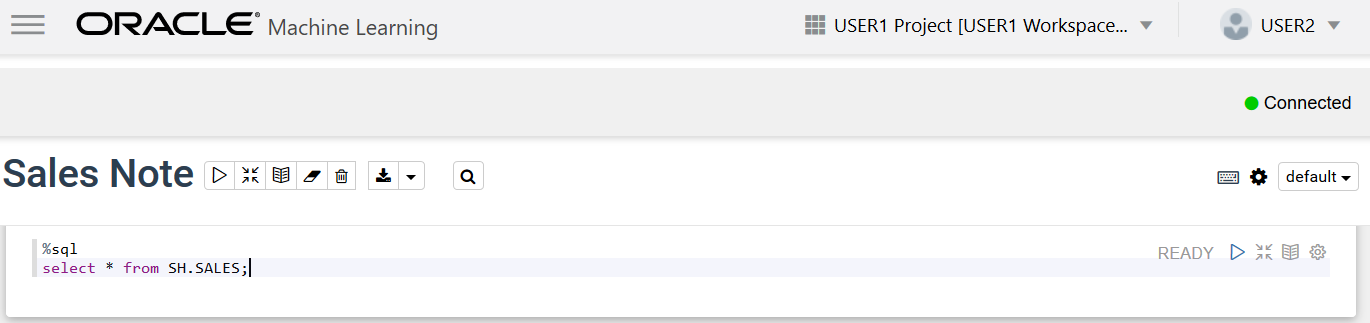 ORACLE® Machine Learning
USER1 Project [USER1 Workspace...
USER2
Connected
Sales Note
default
%sql
READY
select * from SH.SALES;